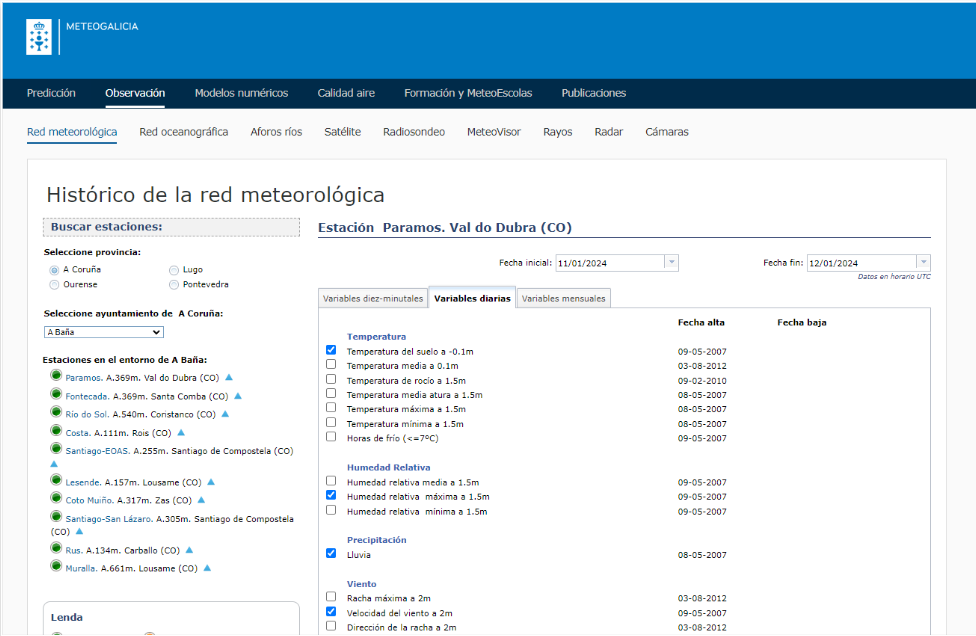 METEOGALICIA
Predicción Observación Modelos numéricos Calidad aire Formación y MeteoEscolas Publicaciones
Red meteorológica Red oceanográfica Aforos ríos Satélite Radiosondeo MeteoVisor Rayos Radar Cámaras
Histórico de la red meteorológica
Buscar estaciones:
Seleccione provincia:
A Coruña Lugo
Ourense Pontevedra
Seleccione ayuntamiento de A Coruña:
A Baña
Estaciones en el entorno de A Baña:
Paramos. A.369m. Val do Dubra (CO)
Fontecada. A.369m. Santa Comba (CO)
Río do Sol. A.540m. Coristanco (CO)
Costa. A.111m. Rois (CO)
Santiago-EOAS. A.255m. Santiago de Compostela (CO)
Lesende. A.157m. Lousame (CO)
Coto Muiño. A.317m. Zas (CO)
Santiago-San Lázaro. A.305m. Santiago de Compostela
(CO)
Rus. A.134m. Carballo (CO)
Muralla. A.661m. Lousame (CO)
Lenda
Estación Paramos. Val do Dubra (CO)
Fecha inicial: 11/01/2024 Fecha fin: 12/01/2024
Datos en horario UTC
Variables diez-minutales Variables diarias Variables mensuales
Fecha alta Fecha baja
Temperatura
Temperatura del suelo a -0.1m 09-05-2007
Temperatura media a 0.1m 03-08-2012
Temperatura de rocío a 1.5m 09-02-2010
Temperatura media atura a 1.5m 08-05-2007
Temperatura máxima a 1.5m 08-05-2007
Temperatura mínima a 1.5m 08-05-2007
Horas de frío (<=7ºC) 09-05-2007
Humedad Relativa
Humedad relativa media a 1.5m 09-05-2007
Humedad relativa máxima a 1.5m 09-05-2007
Humedad relativa mínima a 1.5m 09-05-2007
Precipitación
Lluvia 08-05-2007
Viento
Racha máxima a 2m 03-08-2012
Velocidad del viento a 2m 09-05-2007
Dirección de la racha a 2m 03-08-2012